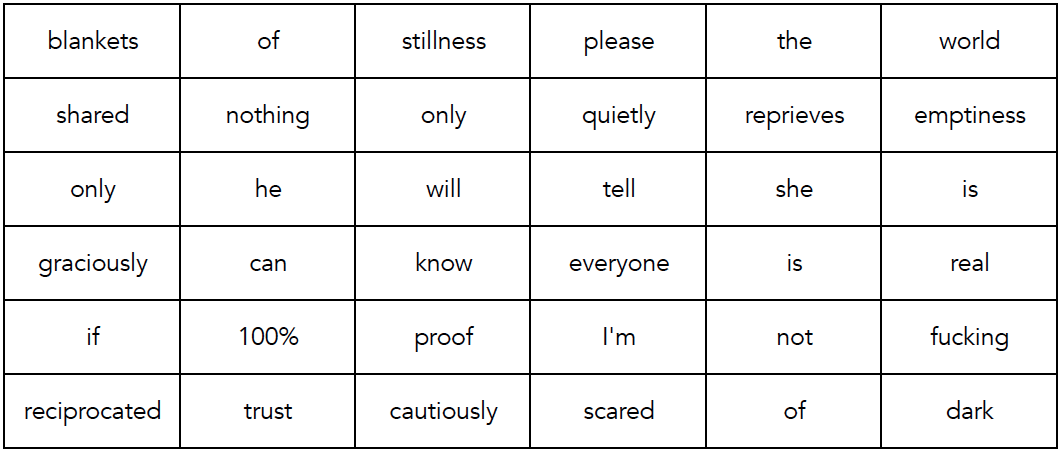 blankets of stillness please the world
shared nothing only quietly reprieves emptiness
only he will tell she is
graciously can know everyone is real
if 100% proof I'm not fucking
reciprocated trust cautiously scared of dark